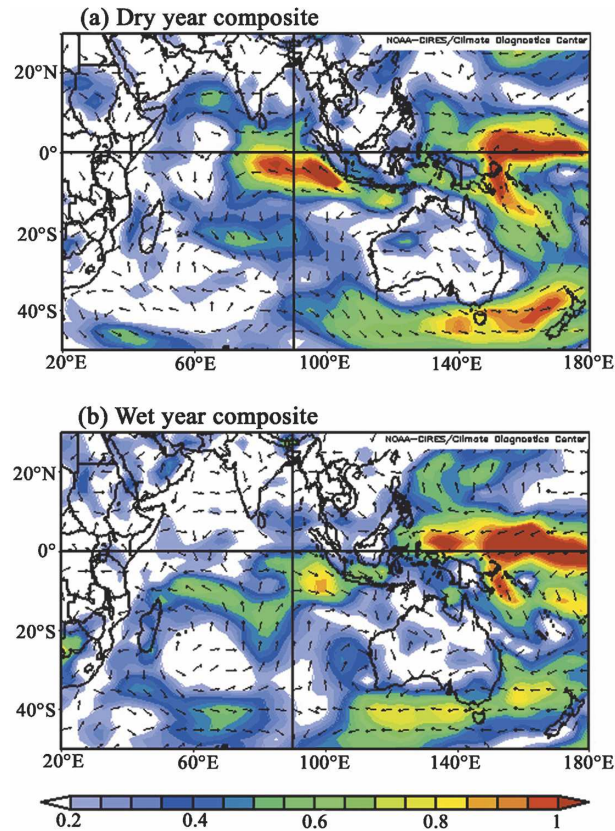 (a) Dry year composite
NOAA-CIRES/Climate Diagnostics Center
20°N
0°
20°S
40°S
20°E 60°E 100°E 140°E 180°E
(b) Wet year composite
NOAA-CIRES/Climate Diagnostics Center
20°N
0°
20°S
40°S
20°E 60°E 100°E 140°E 180°E
0.2 0.4 0.6 0.8 1